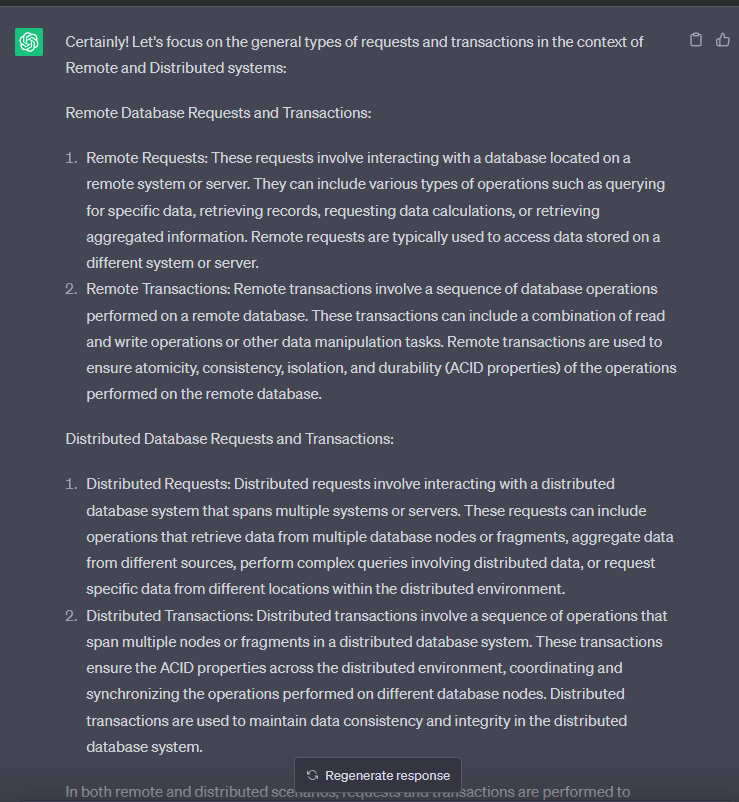 Certainly! Let's focus on the general types of requests and transactions in the context of
Remote and Distributed systems:
Remote Database Requests and Transactions:
1. Remote Requests: These requests involve interacting with a database located on a
remote system or server. They can include various types of operations such as querying
for specific data, retrieving records, requesting data calculations, or retrieving
aggregated information. Remote requests are typically used to access data stored on a
different system or server.
2. Remote Transactions: Remote transactions involve a sequence of database operations
performed on a remote database. These transactions can include a combination of read
and write operations or other data manipulation tasks. Remote transactions are used to
ensure atomicity, consistency, isolation, and durability (ACID properties) of the operations
performed on the remote database.
Distributed Database Requests and Transactions:
1. Distributed Requests: Distributed requests involve interacting with a distributed
database system that spans multiple systems or servers. These requests can include
operations that retrieve data from multiple database nodes or fragments, aggregate data
from different sources, perform complex queries involving distributed data, or request
specific data from different locations within the distributed environment.
2. Distributed Transactions: Distributed transactions involve a sequence of operations that
span multiple nodes or fragments in a distributed database system. These transactions
ensure the ACID properties across the distributed environment, coordinating and
synchronizing the operations performed on different database nodes. Distributed
transactions are used to maintain data consistency and integrity in the distributed
database system.
Regenerate response
In both remote and distributed scenarios, requests and transactions are performed to